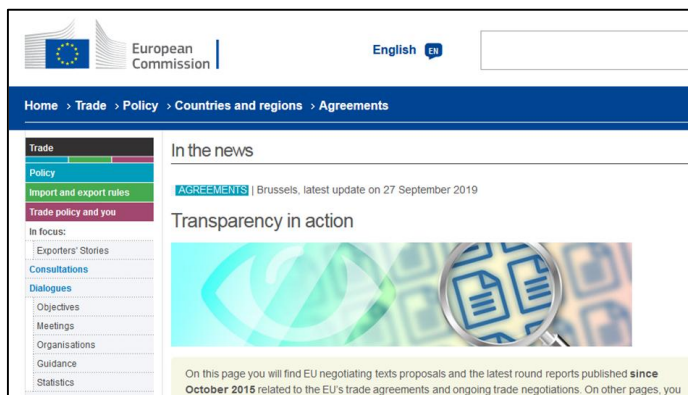 European
Commission
English EN
Home > Trade > Policy > Countries and regions > Agreements
Trade
Policy
Import and export rules
Trade policy and you
In focus:
Exporters' Stories
Consultations
Dialogues
Objectives
Meetings
Organisations
Guidance
Statistics
In the news
AGREEMENTS | Brussels, latest update on 27 September 2019
Transparency in action
On this page you will find EU negotiating texts proposals and the latest round reports published since
October 2015 related to the EU's trade agreements and ongoing trade negotiations. On other pages, you